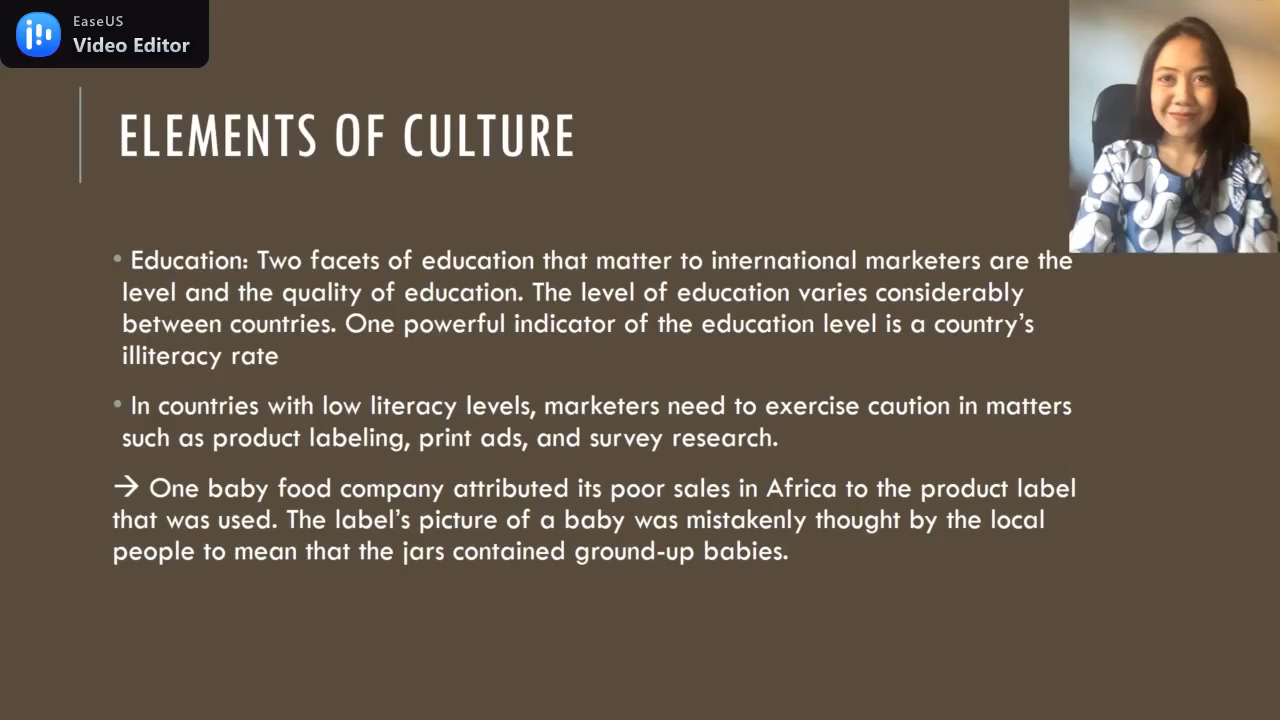 EaseUS
Video Editor
ELEMENTS OF CULTURE
• Education: Two facets of education that matter to international marketers are the
level and the quality of education. The level of education varies considerably
between countries. One powerful indicator of the education level is a country's
illiteracy rate
• In countries with low literacy levels, marketers need to exercise caution in matters
such as product labeling, print ads, and survey research.
→ One baby food company attributed its poor sales in Africa to the product label
that was used. The label's picture of a baby was mistakenly thought by the local
people to mean that the jars contained ground-up babies.